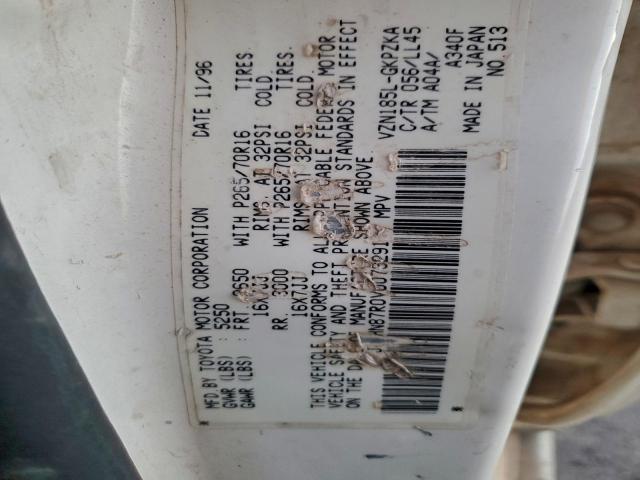 MFD BY TOYOTA MOTOR CORPORATION DATE 11/96
GVWR (LBS) : 5250
GAWR (LBS) : FRT 2650 WITH P265/70R16 TIRES.
16X7JJ RIMS. AT 32PSI COLD
RR. 3000 WITH P265/70R16 TIRES.
16X7JJ RIMS. AT 32PSI COLD.
THIS VEHICLE CONFORMS TO ALL APPLICABLE FEDERAL MOTOR
VEHICLE SAFETY AND THEFT PREVENTION STANDARDS IN EFFECT
ON THE MANUFACTURE SHOWN ABOVE.
MPV
VZN185L-GKPZKA
C/TR 056/LL45
A/TM A04A/ A340F
MADE IN JAPAN
NO. 513